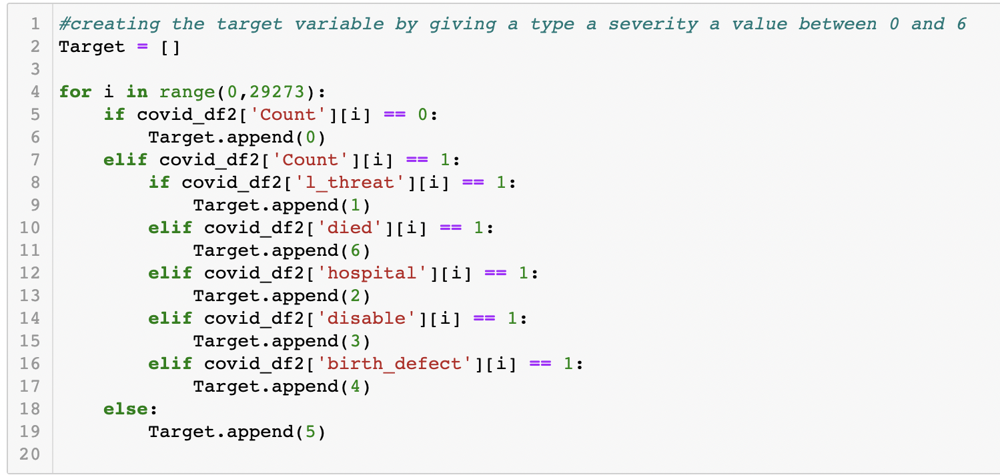 1 #creating the target variable by giving a type a severity a value between 0 and 6
2 Target = []
3
4 for i in range(0,29273):
5     if covid_df2['Count'][i] == 0:
6         Target.append(0)
7     elif covid_df2['Count'][i] == 1:
8         if covid_df2['l_threat'][i] == 1:
9             Target.append(1)
10         elif covid_df2['died'][i] == 1:
11             Target.append(6)
12         elif covid_df2['hospital'][i] == 1:
13             Target.append(2)
14         elif covid_df2['disable'][i] == 1:
15             Target.append(3)
16         elif covid_df2['birth_defect'][i] == 1:
17             Target.append(4)
18     else:
19         Target.append(5)
20